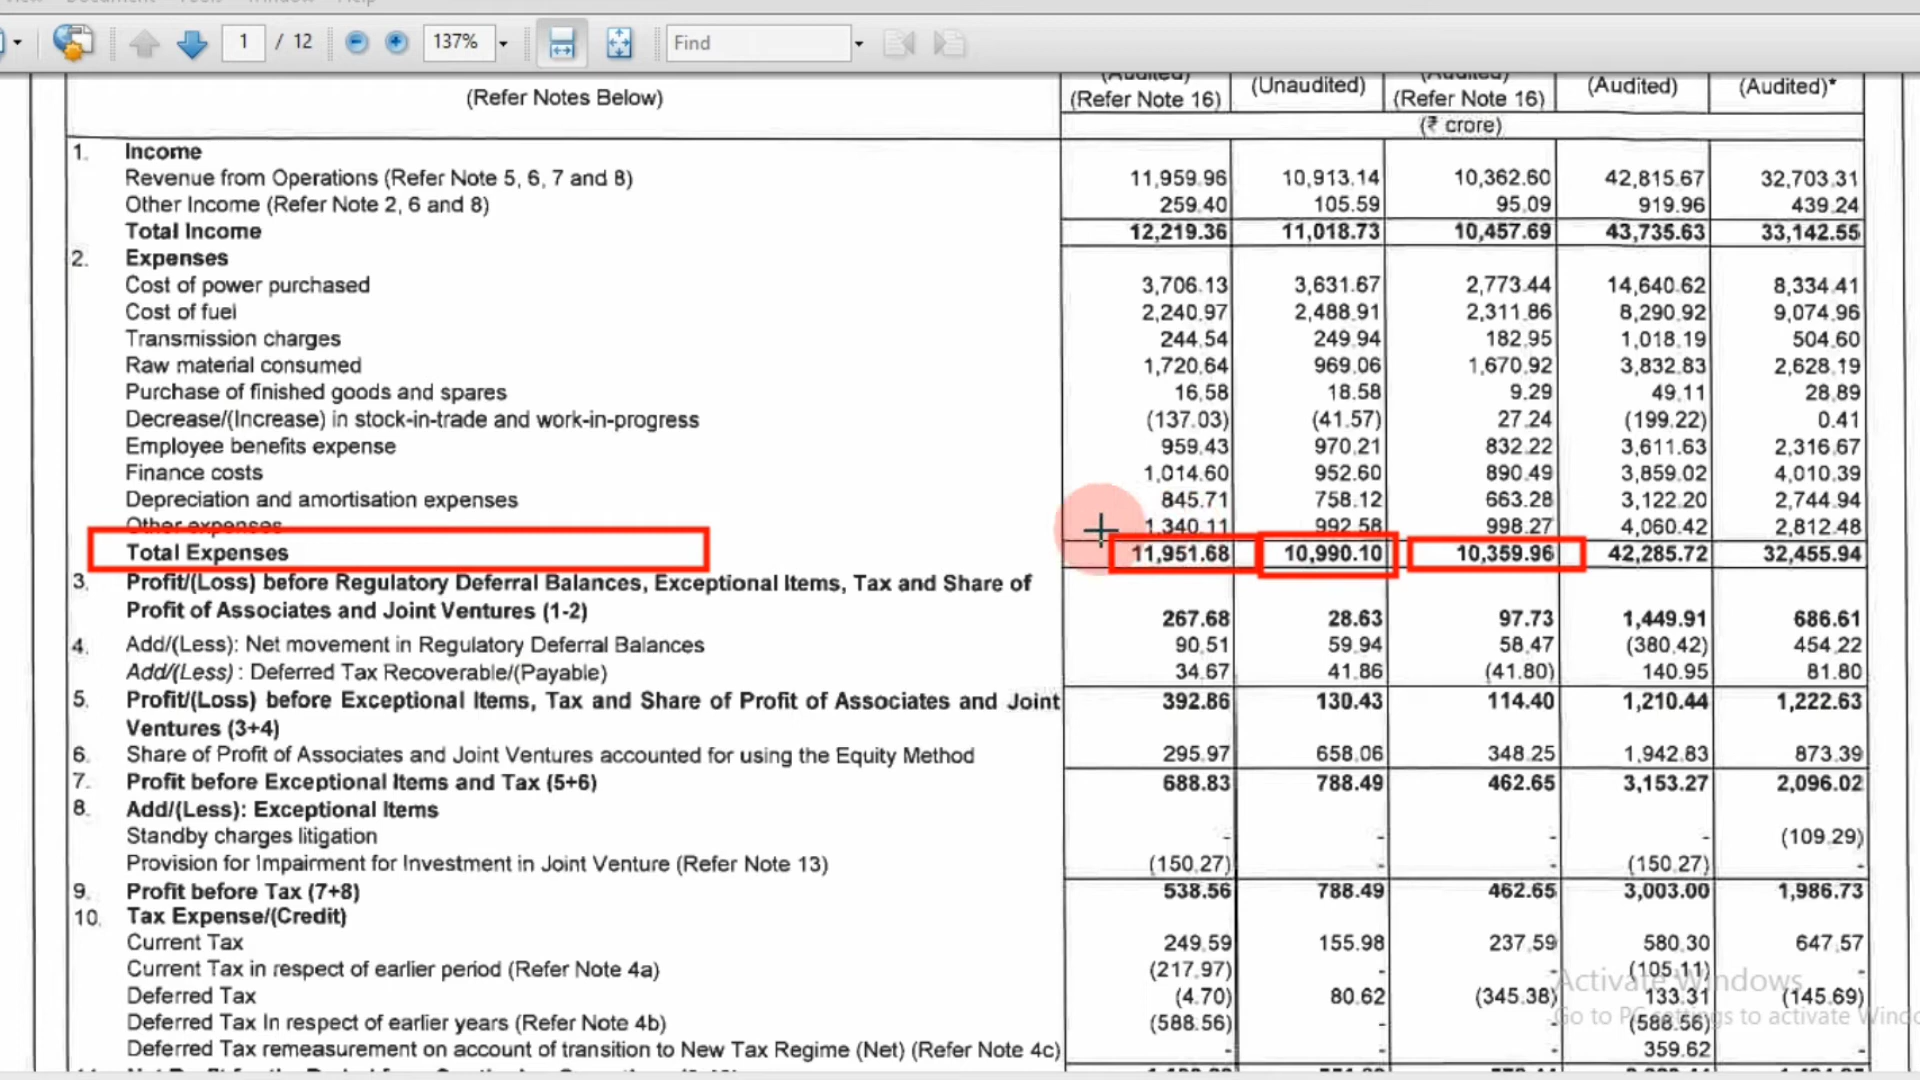 1 / 12 137% Find
(Audited) (Audited)
(Refer Notes Below) (Refer Note 16) (Unaudited) (Refer Note 16) (Audited) (Audited)*
(₹ crore)
1. Income
Revenue from Operations (Refer Note 5, 6, 7 and 8) 11,959.96 10,913.14 10,362.60 42,815.67 32,703.31
Other Income (Refer Note 2, 6 and 8) 259.40 105.59 95.09 919.96 439.24
Total Income 12,219.36 11,018.73 10,457.69 43,735.63 33,142.55
2. Expenses
Cost of power purchased 3,706.13 3,631.67 2,773.44 14,640.62 8,334.41
Cost of fuel 2,240.97 2,488.91 2,311.86 8,290.92 9,074.96
Transmission charges 244.54 249.94 182.95 1,018.19 504.60
Raw material consumed 1,720.64 969.06 1,670.92 3,832.83 2,628.19
Purchase of finished goods and spares 16.58 18.58 9.29 49.11 28.89
Decrease/(Increase) in stock-in-trade and work-in-progress (137.03) (41.57) 27.24 (199.22) 0.41
Employee benefits expense 959.43 970.21 832.22 3,611.63 2,316.67
Finance costs 1,014.60 952.60 890.49 3,859.02 4,010.39
Depreciation and amortisation expenses 845.71 758.12 663.28 3,122.20 2,744.94
Other expenses 1,340.11 992.58 998.27 4,060.42 2,812.48
Total Expenses 11,951.68 10,990.10 10,359.96 42,285.72 32,455.94
3. Profit/(Loss) before Regulatory Deferral Balances, Exceptional Items, Tax and Share of
Profit of Associates and Joint Ventures (1-2) 267.68 28.63 97.73 1,449.91 686.61
4. Add/(Less): Net movement in Regulatory Deferral Balances 90.51 59.94 58.47 (380.42) 454.22
Add/(Less) : Deferred Tax Recoverable/(Payable) 34.67 41.86 (41.80) 140.95 81.80
5. Profit/(Loss) before Exceptional Items, Tax and Share of Profit of Associates and Joint 392.86 130.43 114.40 1,210.44 1,222.63
Ventures (3+4)
6. Share of Profit of Associates and Joint Ventures accounted for using the Equity Method 295.97 658.06 348.25 1,942.83 873.39
7. Profit before Exceptional Items and Tax (5+6) 688.83 788.49 462.65 3,153.27 2,096.02
8. Add/(Less): Exceptional Items
Standby charges litigation - - - - (109.29)
Provision for Impairment for Investment in Joint Venture (Refer Note 13) (150.27) - - (150.27) -
9. Profit before Tax (7+8) 538.56 788.49 462.65 3,003.00 1,986.73
10. Tax Expense/(Credit)
Current Tax 249.59 155.98 237.59 580.30 647.57
Current Tax in respect of earlier period (Refer Note 4a) (217.97) - - (105.11) -
Deferred Tax (4.70) 80.62 (345.38) 133.31 (145.69)
Deferred Tax In respect of earlier years (Refer Note 4b) (588.56) - - (588.56) -
Deferred Tax remeasurement on account of transition to New Tax Regime (Net) (Refer Note 4c) - - - 359.62 -
Activate Windows
Go to PC settings to activate